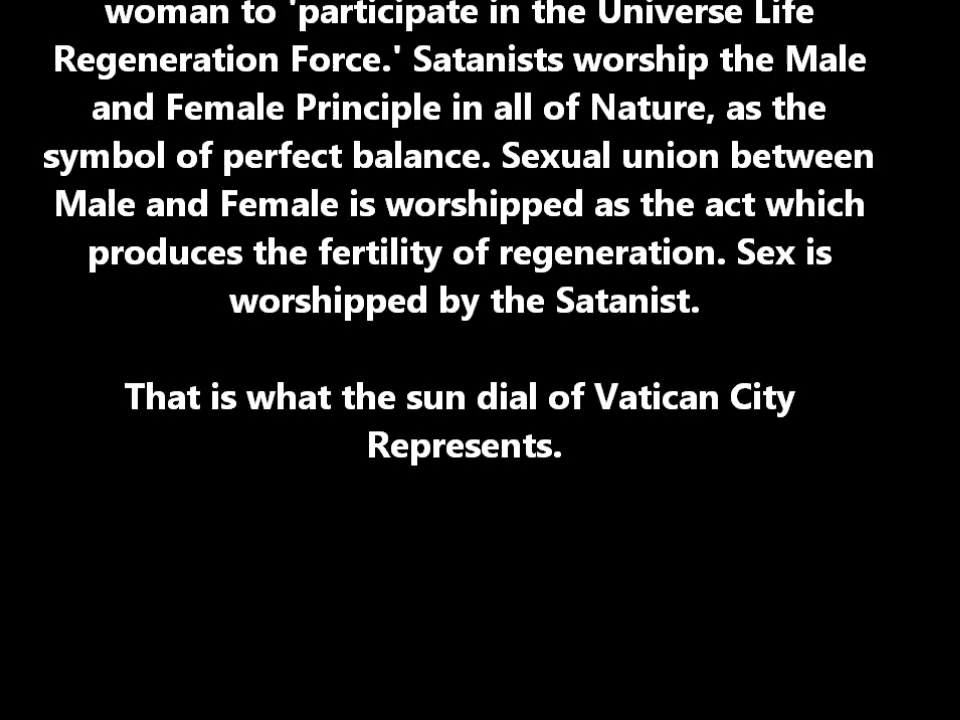 woman to 'participate in the Universe Life
Regeneration Force.' Satanists worship the Male
and Female Principle in all of Nature, as the
symbol of perfect balance. Sexual union between
Male and Female is worshipped as the act which
produces the fertility of regeneration. Sex is
worshipped by the Satanist.
That is what the sun dial of Vatican City
Represents.